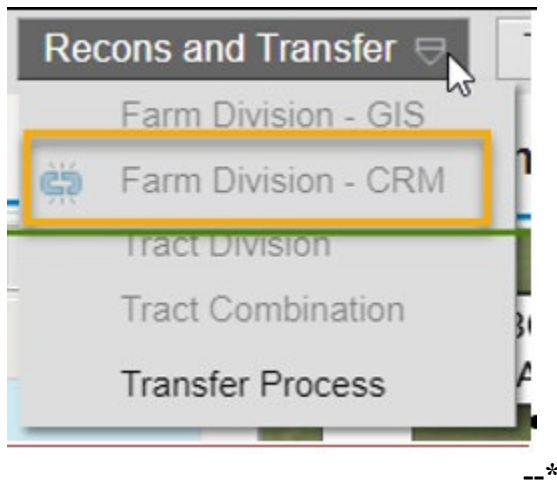 Recons and Transfer
Farm Division - GIS
Farm Division - CRM
Tract Division
Tract Combination
Transfer Process
--*